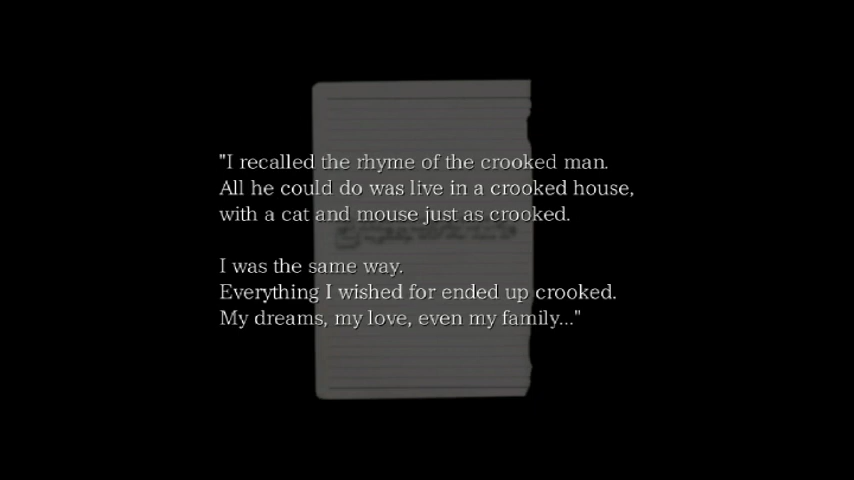 "I recalled the rhyme of the crooked man.
All he could do was live in a crooked house,
with a cat and mouse just as crooked.
I was the same way.
Everything I wished for ended up crooked.
My dreams, my love, even my family..."